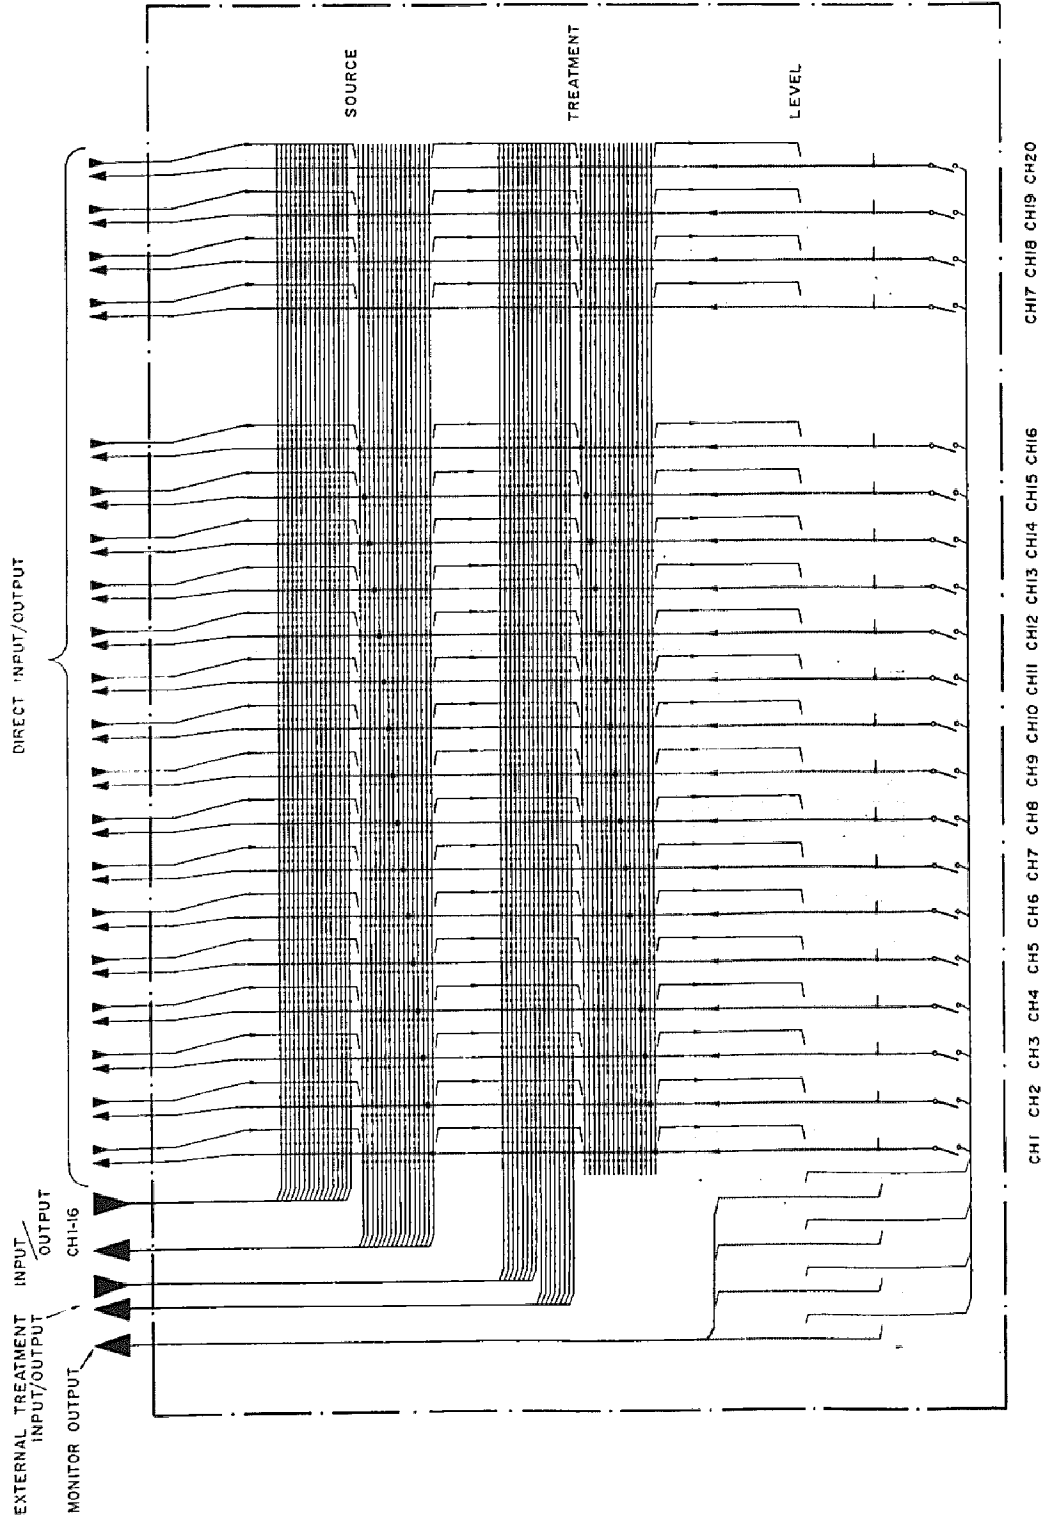 EXTERNAL TREATMENT
INPUT/OUTPUT
MONITOR OUTPUT
INPUT/
OUTPUT
CH1-16
DIRECT INPUT/OUTPUT
SOURCE
TREATMENT
LEVEL
CH1 CH2 CH3 CH4 CH5 CH6 CH7 CH8 CH9 CH10 CH11 CH12 CH13 CH14 CH15 CH16 CH17 CH18 CH19 CH20